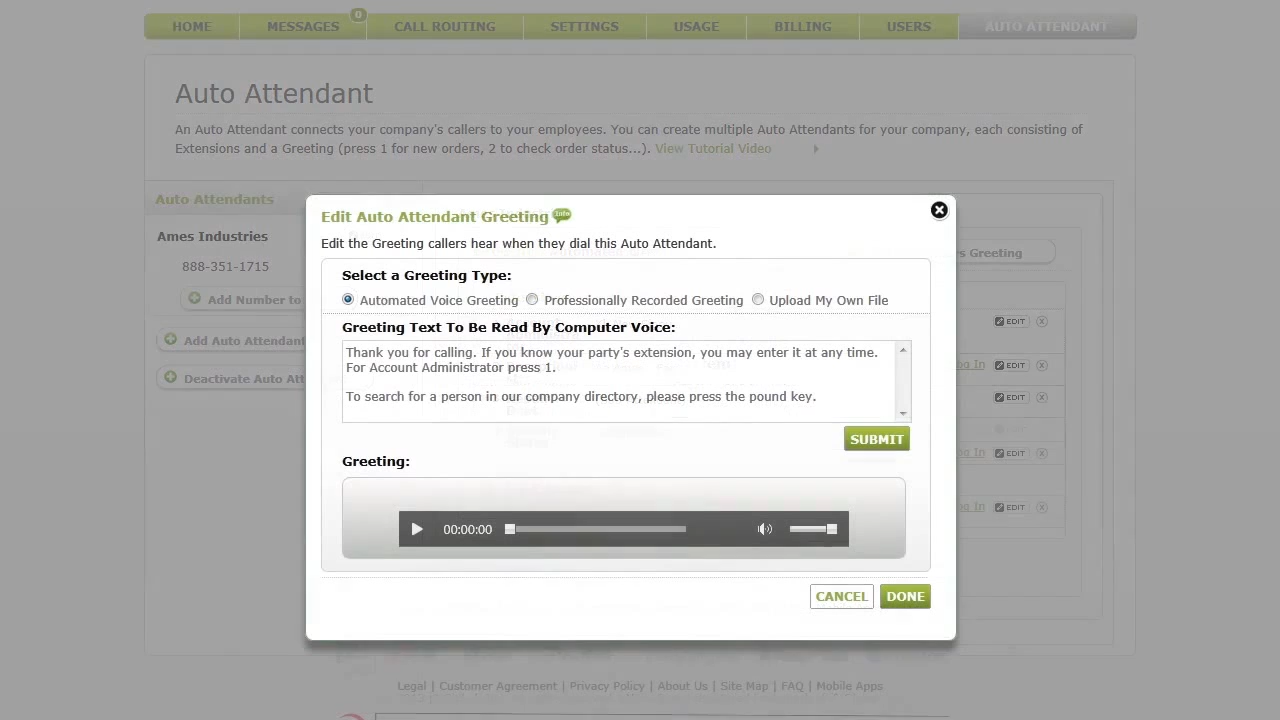 HOME MESSAGES 0 CALL ROUTING SETTINGS USAGE BILLING USERS AUTO ATTENDANT
Auto Attendant
An Auto Attendant connects your company's callers to your employees. You can create multiple Auto Attendants for your company, each consisting of
Extensions and a Greeting (press 1 for new orders, 2 to check order status...). View Tutorial Video
Auto Attendants
Ames Industries
888-351-1715
Add Number to
Add Auto Attendant
Deactivate Auto Att
Edit Auto Attendant Greeting Info
Edit the Greeting callers hear when they dial this Auto Attendant.
Select a Greeting Type:
Automated Voice Greeting Professionally Recorded Greeting Upload My Own File
Greeting Text To Be Read By Computer Voice:
Thank you for calling. If you know your party's extension, you may enter it at any time.
For Account Administrator press 1.
To search for a person in our company directory, please press the pound key.
SUBMIT
Greeting:
00:00:00
CANCEL DONE
s Greeting
EDIT
og In EDIT
EDIT
og In EDIT
og In EDIT
Legal | Customer Agreement | Privacy Policy | About Us | Site Map | FAQ | Mobile Apps